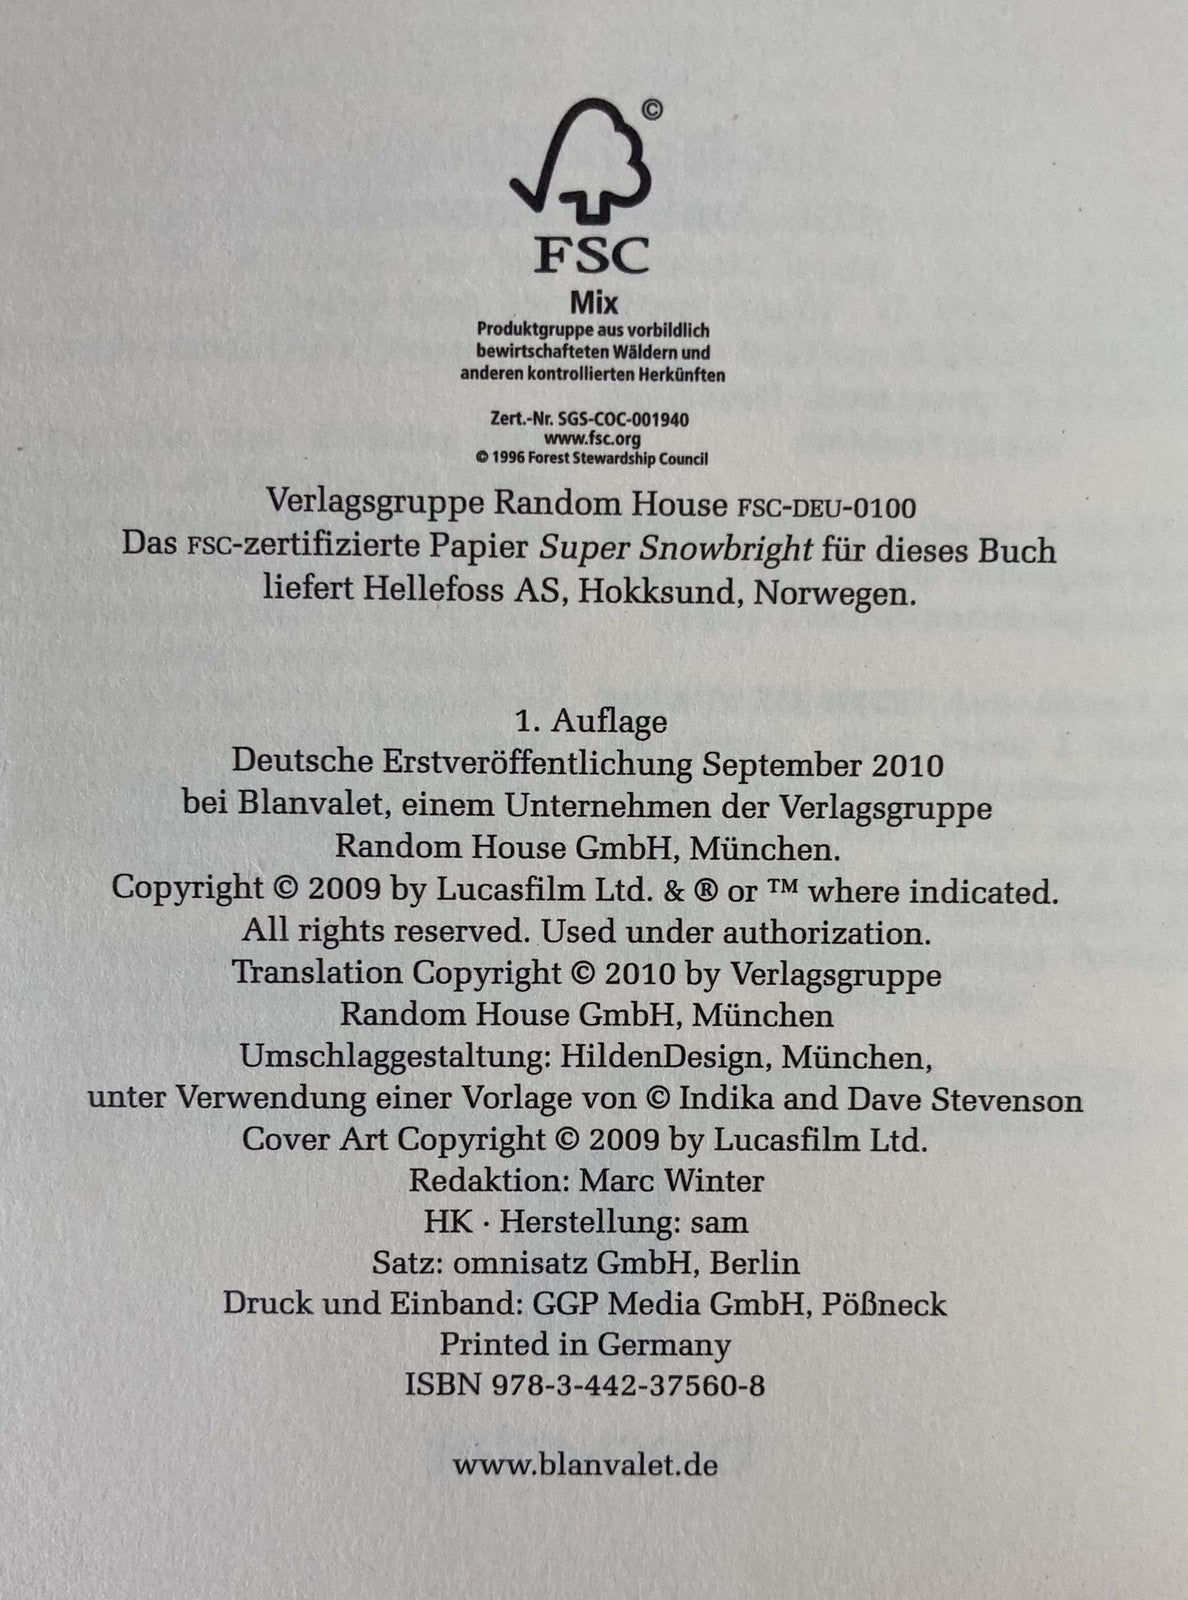 ©
FSC
Mix
Produktgruppe aus vorbildlich
bewirtschafteten Wäldern und
anderen kontrollierten Herkünften
Zert.-Nr. SGS-COC-001940
www.fsc.org
© 1996 Forest Stewardship Council
Verlagsgruppe Random House FSC-DEU-0100
Das FSC-zertifizierte Papier Super Snowbright für dieses Buch
liefert Hellefoss AS, Hokksund, Norwegen.
1. Auflage
Deutsche Erstveröffentlichung September 2010
bei Blanvalet, einem Unternehmen der Verlagsgruppe
Random House GmbH, München.
Copyright © 2009 by Lucasfilm Ltd. & ® or ™ where indicated.
All rights reserved. Used under authorization.
Translation Copyright © 2010 by Verlagsgruppe
Random House GmbH, München
Umschlaggestaltung: HildenDesign, München,
unter Verwendung einer Vorlage von © Indika and Dave Stevenson
Cover Art Copyright © 2009 by Lucasfilm Ltd.
Redaktion: Marc Winter
HK · Herstellung: sam
Satz: omnisatz GmbH, Berlin
Druck und Einband: GGP Media GmbH, Pößneck
Printed in Germany
ISBN 978-3-442-37560-8
www.blanvalet.de